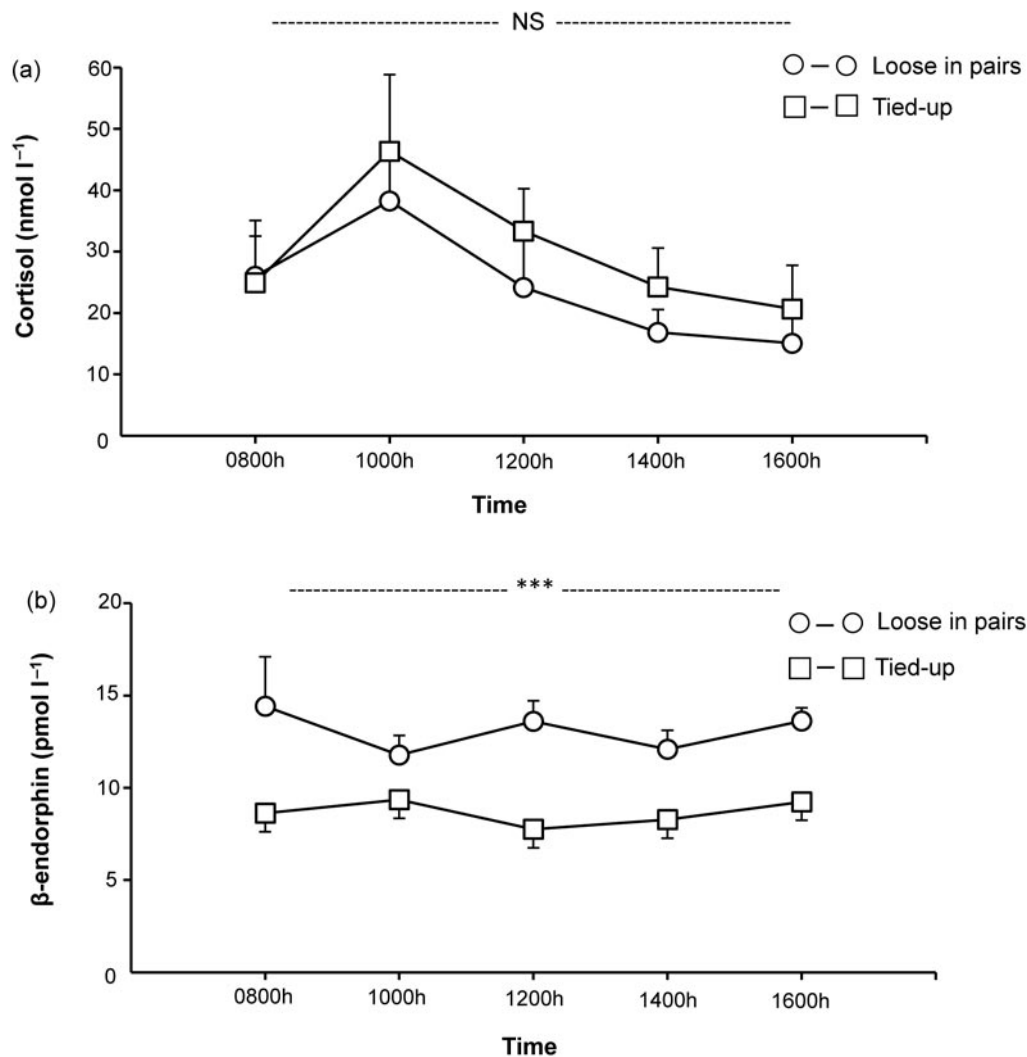 NS
(a)
Loose in pairs
Tied-up
Cortisol (nmol l⁻¹)
60
50
40
30
20
10
0
0800h 1000h 1200h 1400h 1600h
Time
***
(b)
Loose in pairs
Tied-up
β-endorphin (pmol l⁻¹)
20
15
10
5
0
0800h 1000h 1200h 1400h 1600h
Time